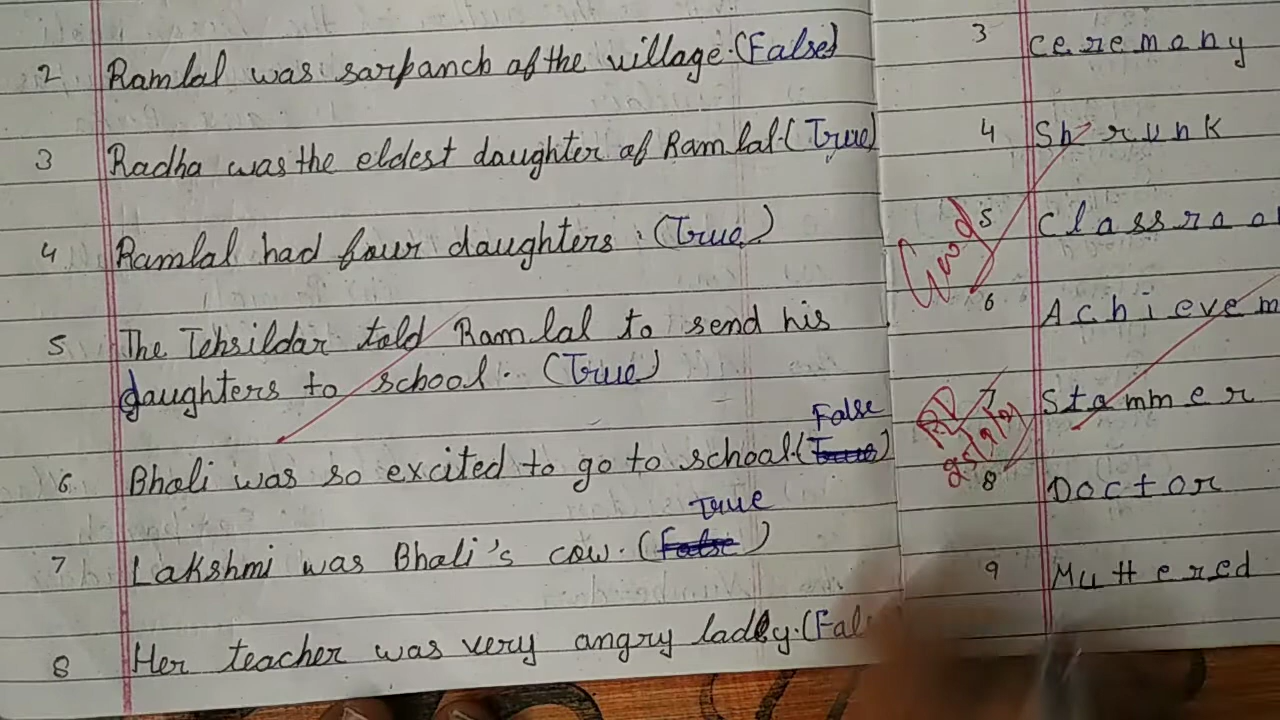 2 Ramlal was sarpanch of the village. (False)
3 Radha was the eldest daughter of Ramlal. (True)
4 Ramlal had four daughters. (True)
5 The Tehsildar told Ramlal to send his
daughters to school. (True)
False
6 Bholi was so excited to go to school. (True)
True
7 Lakshmi was Bholi's cow. (False)
8 Her teacher was very angry lady. (Fal
3 ceremony
4 Shrunk
Good
5 Classroo
6 Achievem
7 Stammer
8 Doctor
9 Muttered